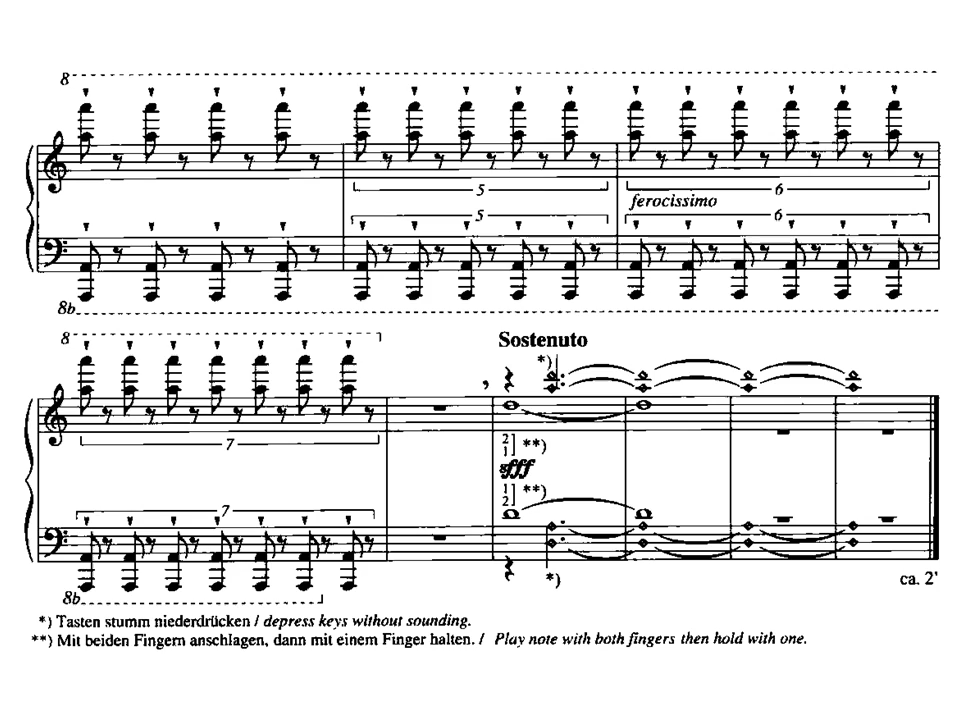 8
5 6
ferocissimo
5 6
8b
8
Sostenuto
*)
7
2
1 **)
sfff
7
1
2 **)
*)
8b
ca. 2'
*) Tasten stumm niederdrücken / depress keys without sounding.
**) Mit beiden Fingern anschlagen, dann mit einem Finger halten. / Play note with both fingers then hold with one.